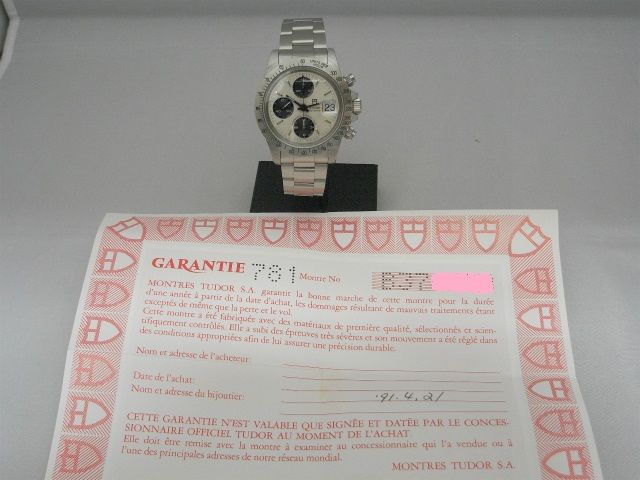 23
GARANTIE 781 Montre No B37
MONTRES TUDOR S.A. garantit la bonne marche de cette montre pour la durée
d'une année à partir de la date d'achat, les dommages résultant de mauvais traitements étant
exceptés de même que la perte et le vol.
Cette montre a été fabriquée avec des matériaux de première qualité, sélectionnés et scien-
tifiquement contrôlés. Elle a subi des épreuves très sévères et son mouvement a été réglé dans
des conditions appropriées afin de lui assurer une précision durable.
Nom et adresse de l'acheteur:
Date de l'achat:
Nom et adresse du bijoutier: '91.4.21
CETTE GARANTIE N'EST VALABLE QUE SIGNÉE ET DATÉE PAR LE CONCES-
SIONNAIRE OFFICIEL TUDOR AU MOMENT DE L'ACHAT.
Elle doit être remise avec la montre à examiner au concessionnaire qui l'a vendue ou à
l'une des principales adresses de notre réseau mondial.
MONTRES TUDOR S.A.